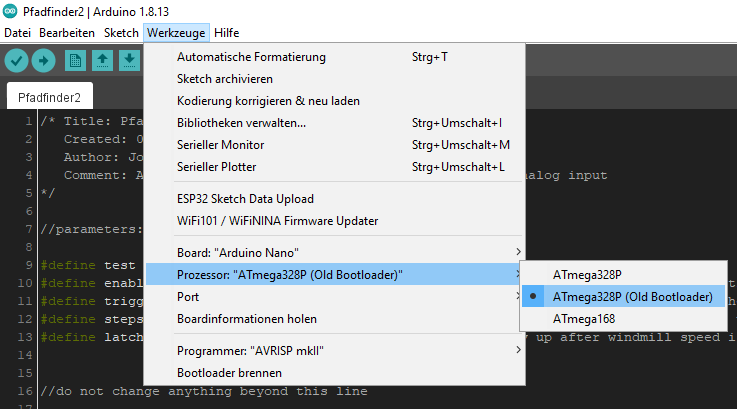 Pfadfinder2 | Arduino 1.8.13
Datei Bearbeiten Sketch Werkzeuge Hilfe
Pfadfinder2
Automatische Formatierung Strg+T
Sketch archivieren
Kodierung korrigieren & neu laden
Bibliotheken verwalten... Strg+Umschalt+I
Serieller Monitor Strg+Umschalt+M
Serieller Plotter Strg+Umschalt+L
ESP32 Sketch Data Upload
WiFi101 / WiFiNINA Firmware Updater
Board: "Arduino Nano"
Prozessor: "ATmega328P (Old Bootloader)"
Port
Boardinformationen holen
Programmer: "AVRISP mkII"
Bootloader brennen
ATmega328P
ATmega328P (Old Bootloader)
ATmega168
1 /* Title: Pfa
2 Created: 0
3 Author: Jo
4 Comment: A alog input
5 */
6
7 //parameters:
8
9 #define test
10 #define enabl
11 #define trigg
12 #define steps
13 #define latch up after windmill speed i
14
15
16 //do not change anything beyond this line
17